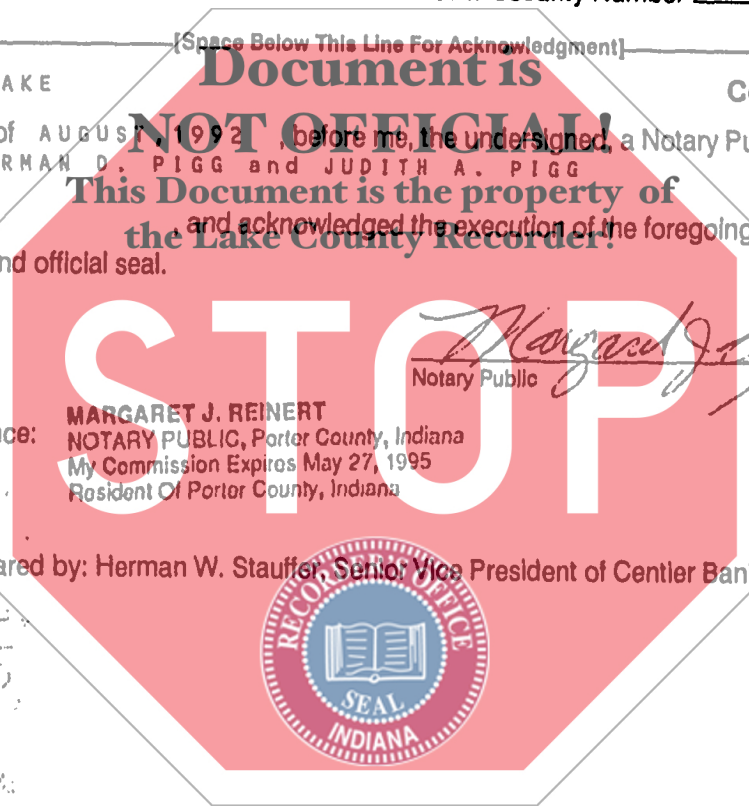 [Space Below This Line For Acknowledgment]
Document is
AKE
NOT OFFICIAL!
of AUGUST, 1992, before me, the undersigned, a Notary Pu
RMAN D. PIGG and JUDITH A. PIGG
This Document is the property of
the Lake County Recorder!
, and acknowledged the execution of the foregoing
nd official seal.
STOP
Notary Public
MARGARET J. REINERT
nce: NOTARY PUBLIC, Porter County, Indiana
My Commission Expires May 27, 1995
Resident Of Porter County, Indiana
ared by: Herman W. Stauffer, Senior Vice President of Centier Ban
RECORDER'S OFFICE
SEAL
INDIANA